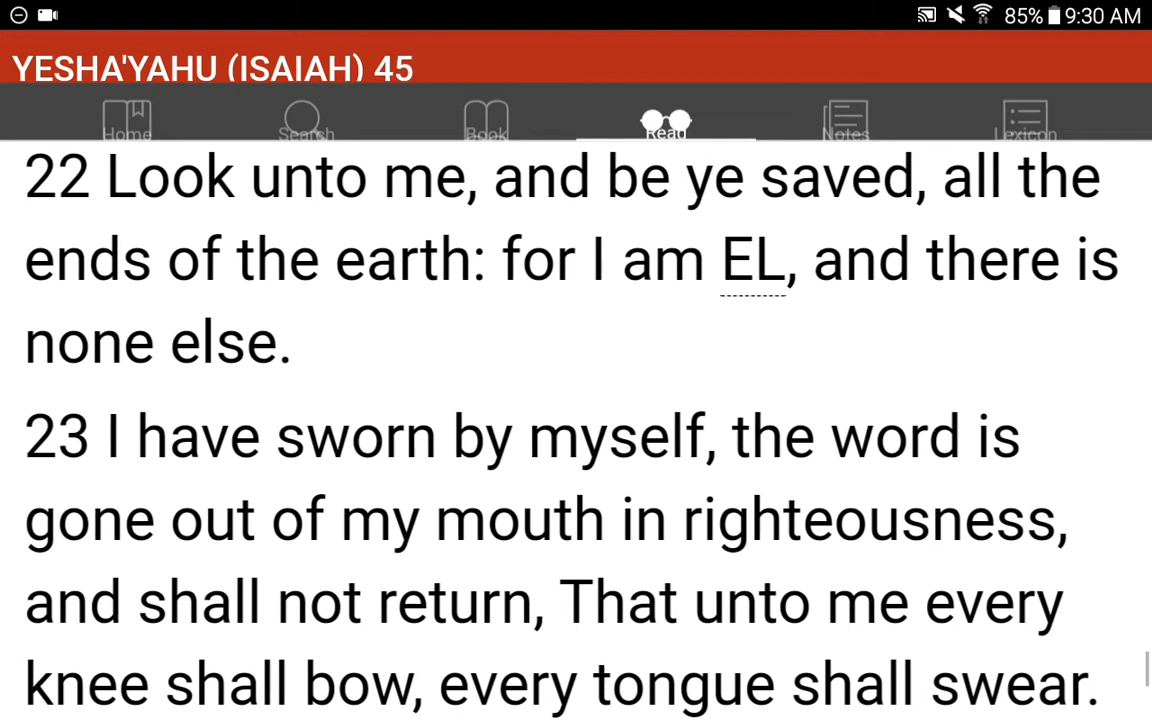 85% 9:30 AM
YESHA'YAHU (ISAIAH) 45
Home Search Book Read Notes Lexicon
22 Look unto me, and be ye saved, all the
ends of the earth: for I am EL, and there is
none else.
23 I have sworn by myself, the word is
gone out of my mouth in righteousness,
and shall not return, That unto me every
knee shall bow, every tongue shall swear.